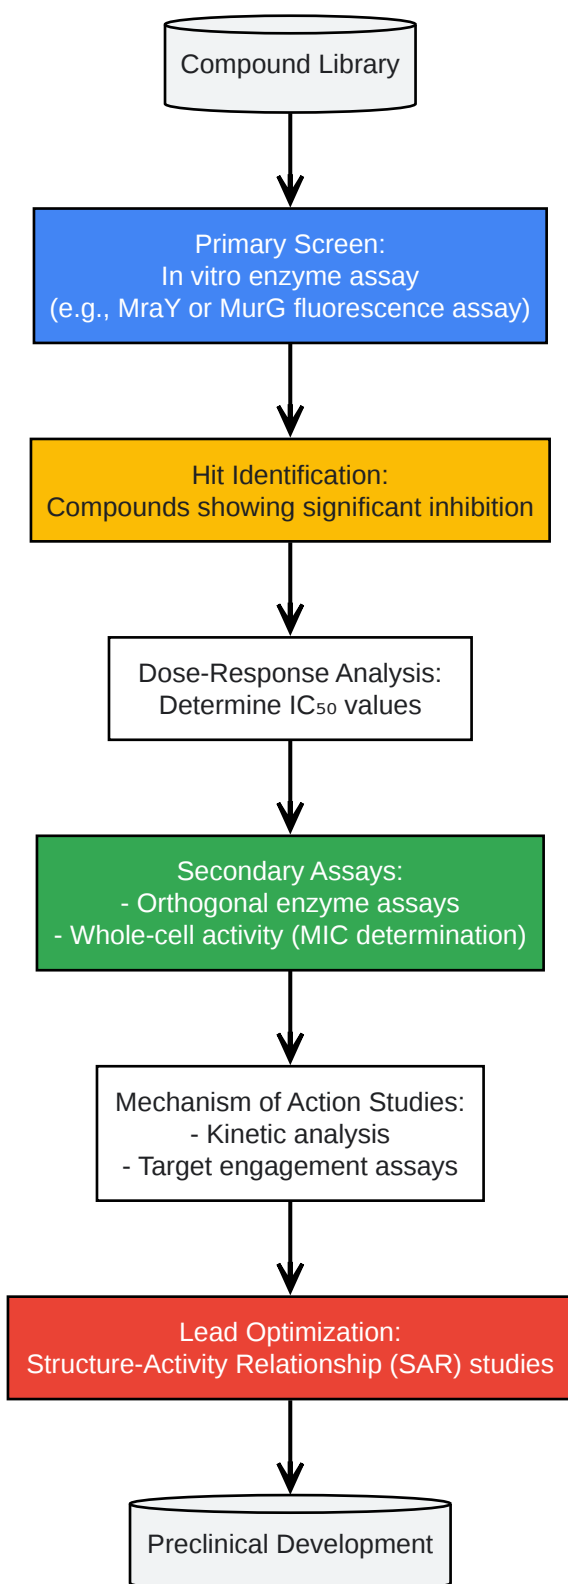 Compound Library
Primary Screen:
In vitro enzyme assay
(e.g., MraY or MurG fluorescence assay)
Hit Identification:
Compounds showing significant inhibition
Dose-Response Analysis:
Determine IC₅₀ values
Secondary Assays:
- Orthogonal enzyme assays
- Whole-cell activity (MIC determination)
Mechanism of Action Studies:
- Kinetic analysis
- Target engagement assays
Lead Optimization:
Structure-Activity Relationship (SAR) studies
Preclinical Development